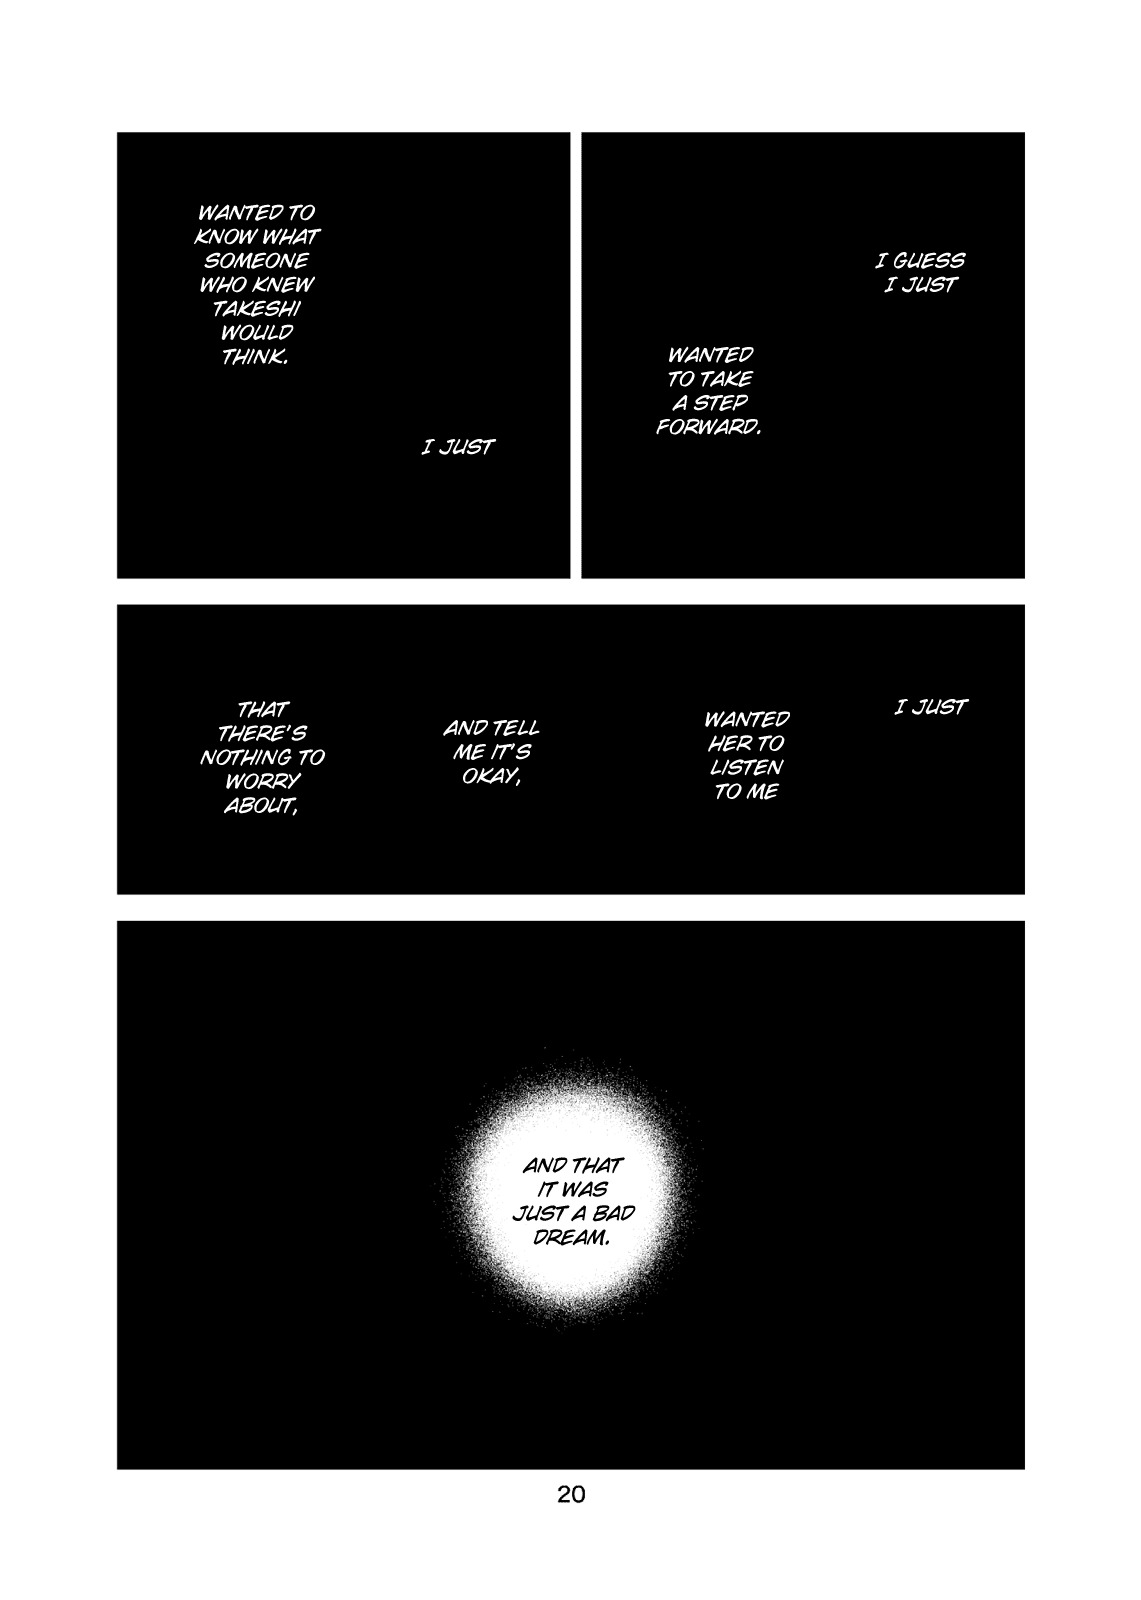 I GUESS
I JUST
WANTED
TO TAKE
A STEP
FORWARD.
I JUST
WANTED TO
KNOW WHAT
SOMEONE
WHO KNEW
TAKESHI
WOULD
THINK.
I JUST
WANTED
HER TO
LISTEN
TO ME
AND TELL
ME IT'S
OKAY,
THAT
THERE'S
NOTHING TO
WORRY
ABOUT,
AND THAT
IT WAS
JUST A BAD
DREAM.
20